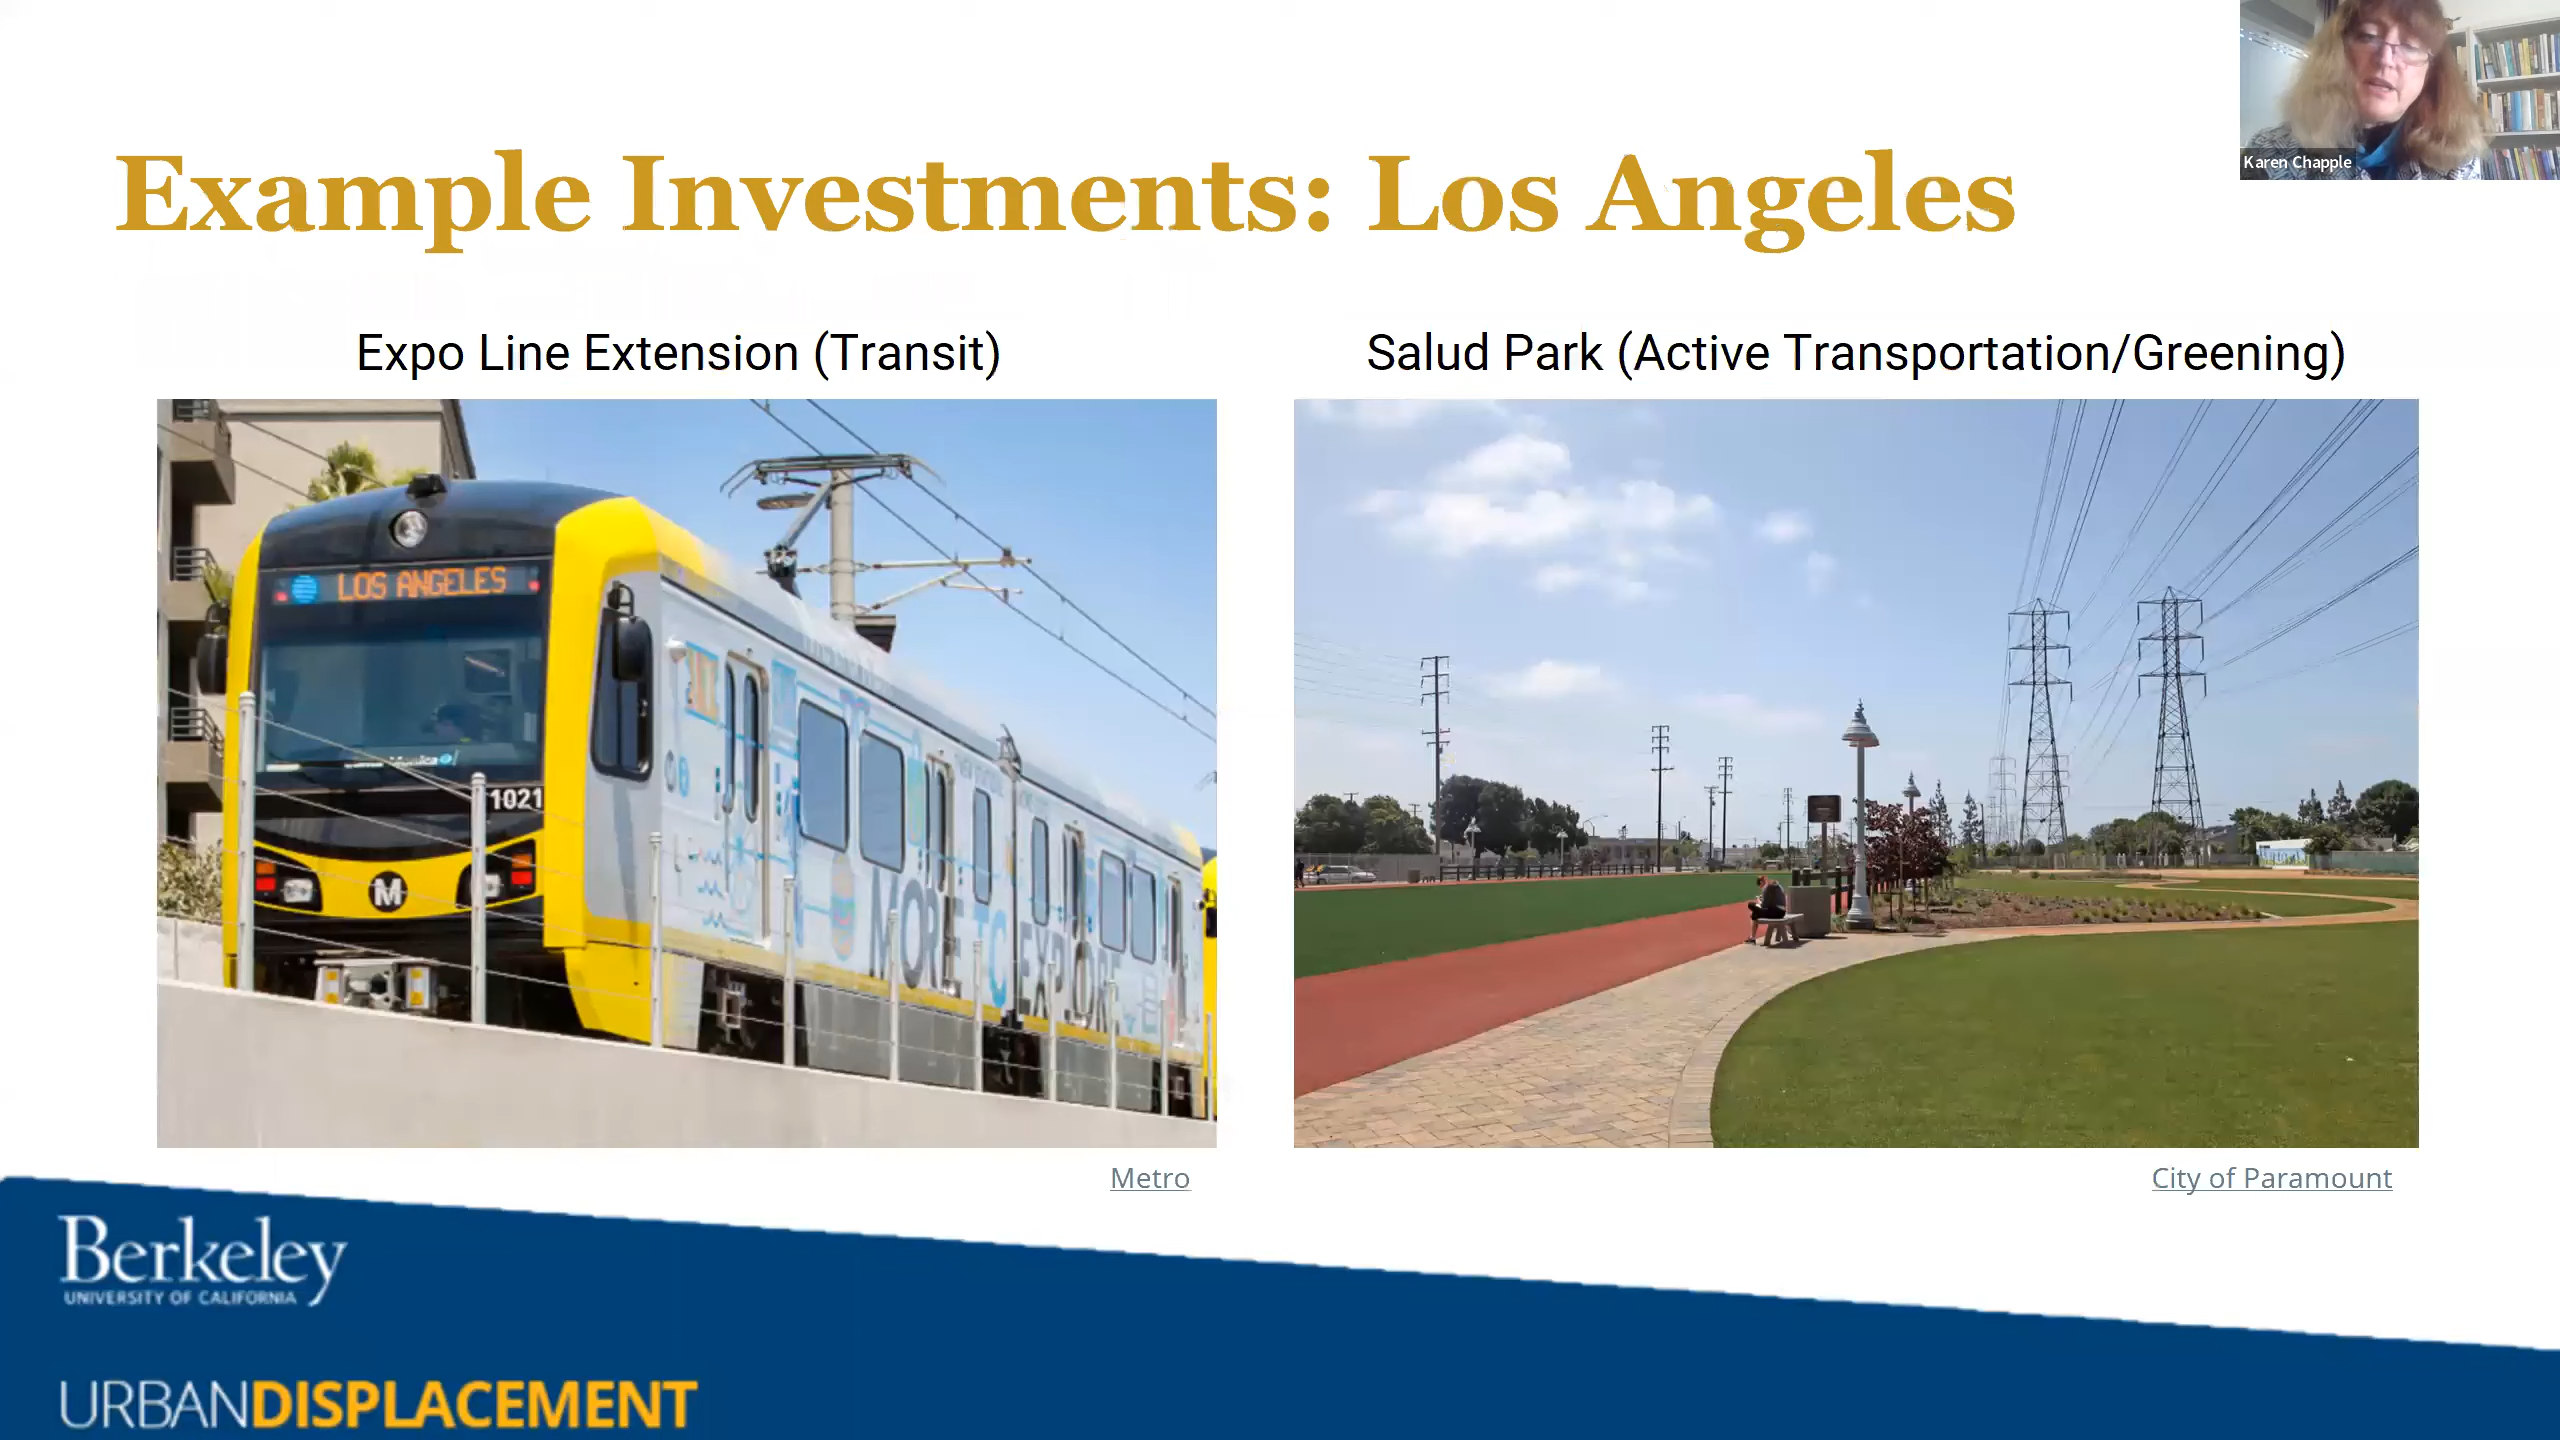 Karen Chapple
Example Investments: Los Angeles
Expo Line Extension (Transit)
Salud Park (Active Transportation/Greening)
LOS ANGELES
1021
M
MORE TO EXPLORE
Metro
City of Paramount
Berkeley
UNIVERSITY OF CALIFORNIA
URBANDISPLACEMENT